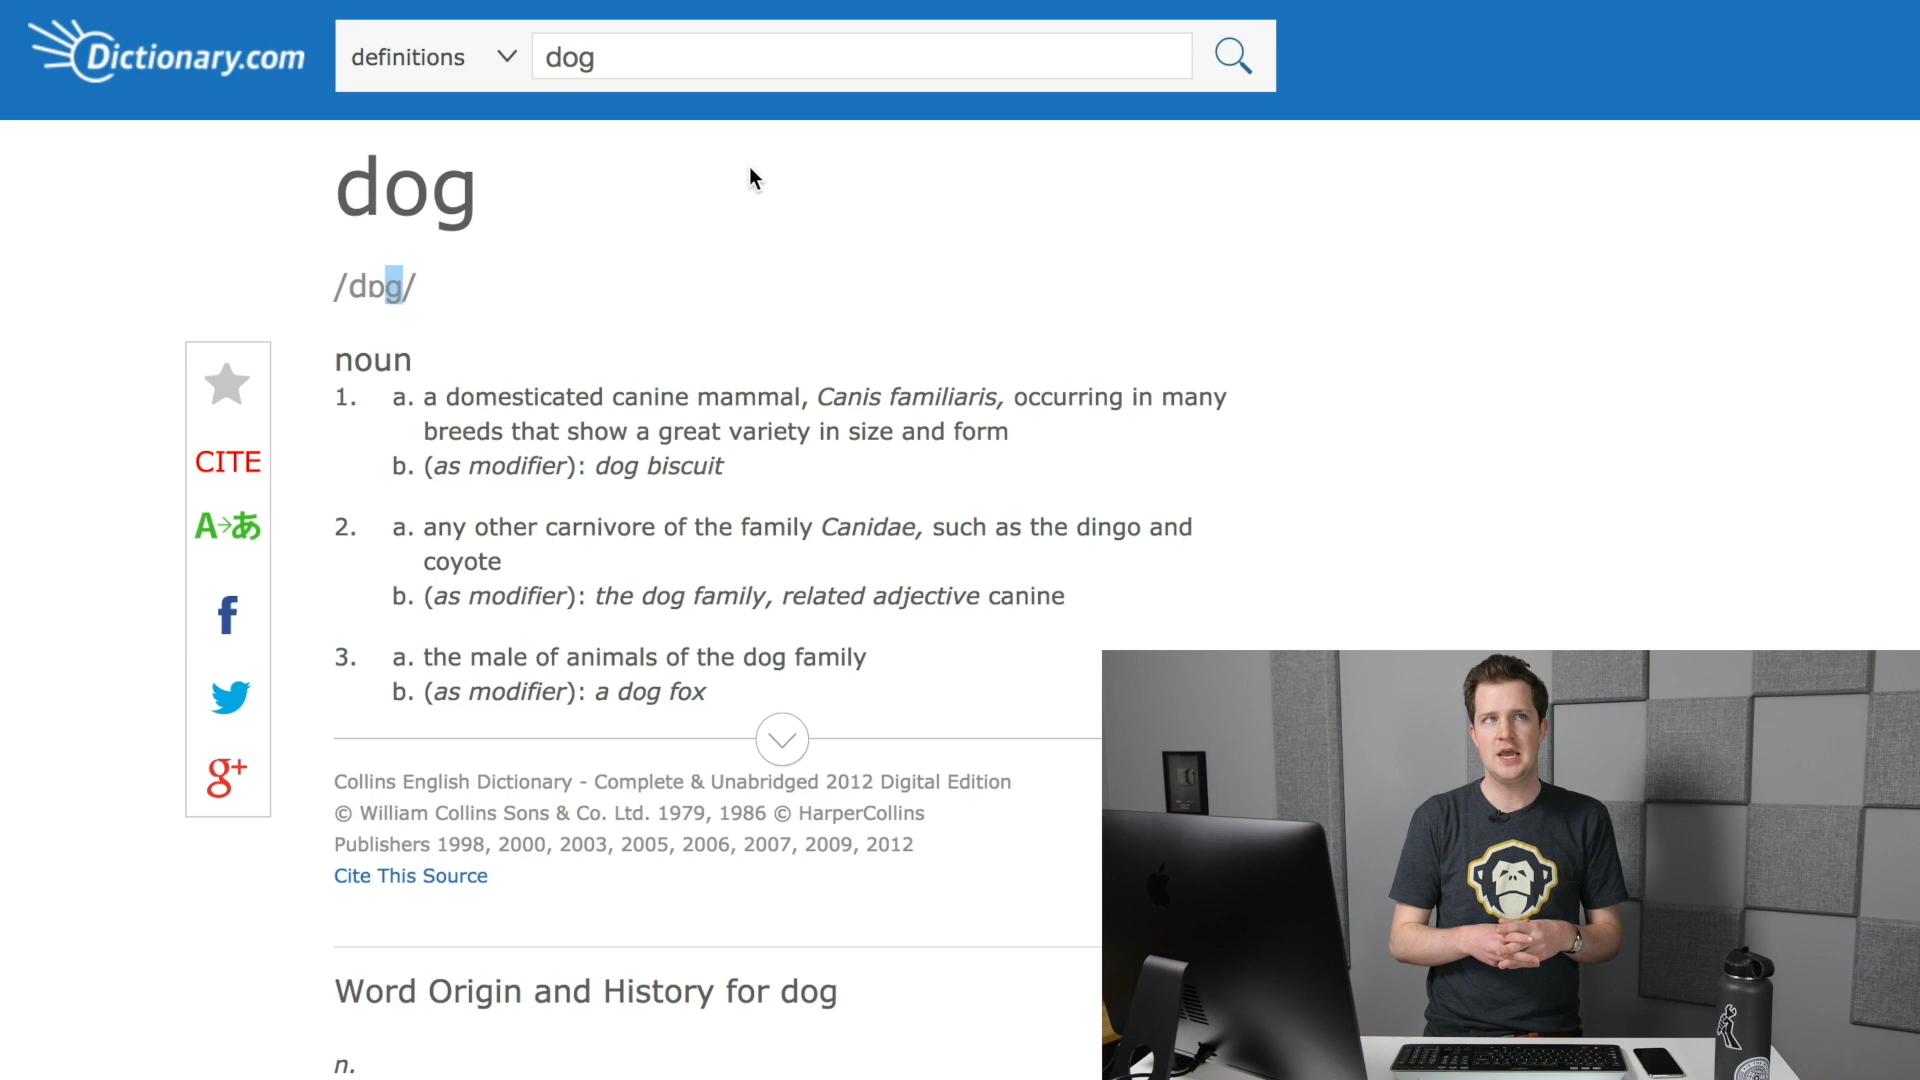 Dictionary.com
definitions
dog
dog
/dɒg/
noun
1. a. a domesticated canine mammal, Canis familiaris, occurring in many
breeds that show a great variety in size and form
b. (as modifier): dog biscuit
2. a. any other carnivore of the family Canidae, such as the dingo and
coyote
b. (as modifier): the dog family, related adjective canine
3. a. the male of animals of the dog family
b. (as modifier): a dog fox
CITE
A→あ
f
g+
Collins English Dictionary - Complete & Unabridged 2012 Digital Edition
© William Collins Sons & Co. Ltd. 1979, 1986 © HarperCollins
Publishers 1998, 2000, 2003, 2005, 2006, 2007, 2009, 2012
Cite This Source
Word Origin and History for dog
n.